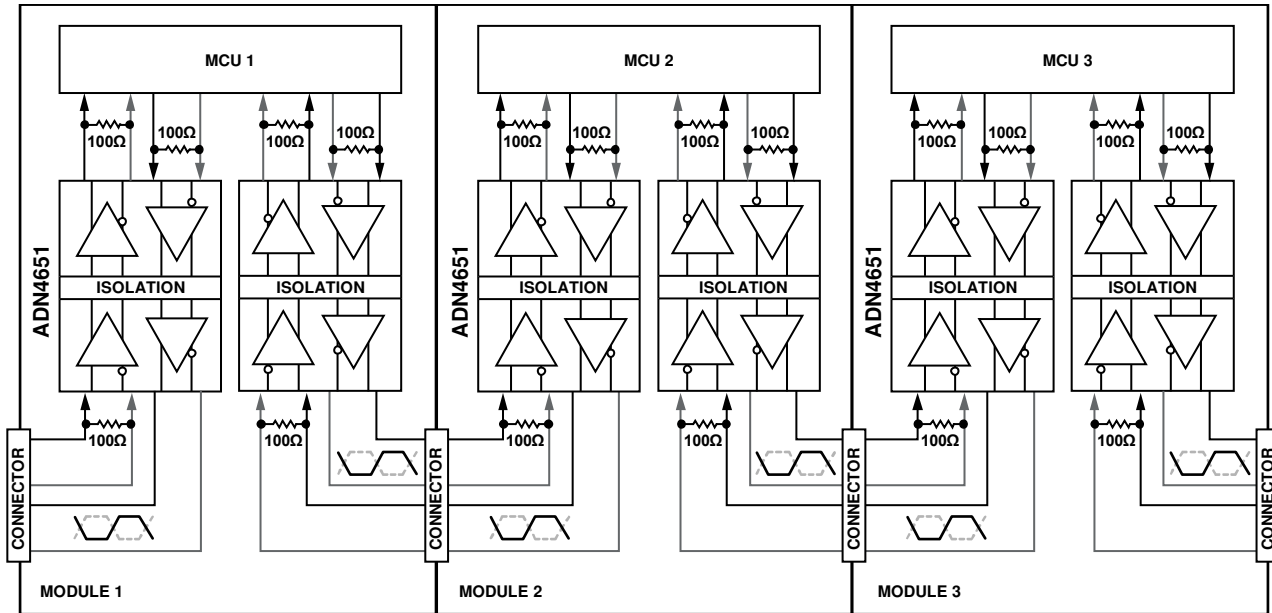 MCU 1
100Ω
100Ω
100Ω
100Ω
ADN4651
ISOLATION
ISOLATION
100Ω
100Ω
CONNECTOR
MODULE 1
MCU 2
100Ω
100Ω
100Ω
100Ω
ADN4651
ISOLATION
ISOLATION
100Ω
100Ω
CONNECTOR
MODULE 2
MCU 3
100Ω
100Ω
100Ω
100Ω
ADN4651
ISOLATION
ISOLATION
100Ω
100Ω
CONNECTOR
CONNECTOR
MODULE 3